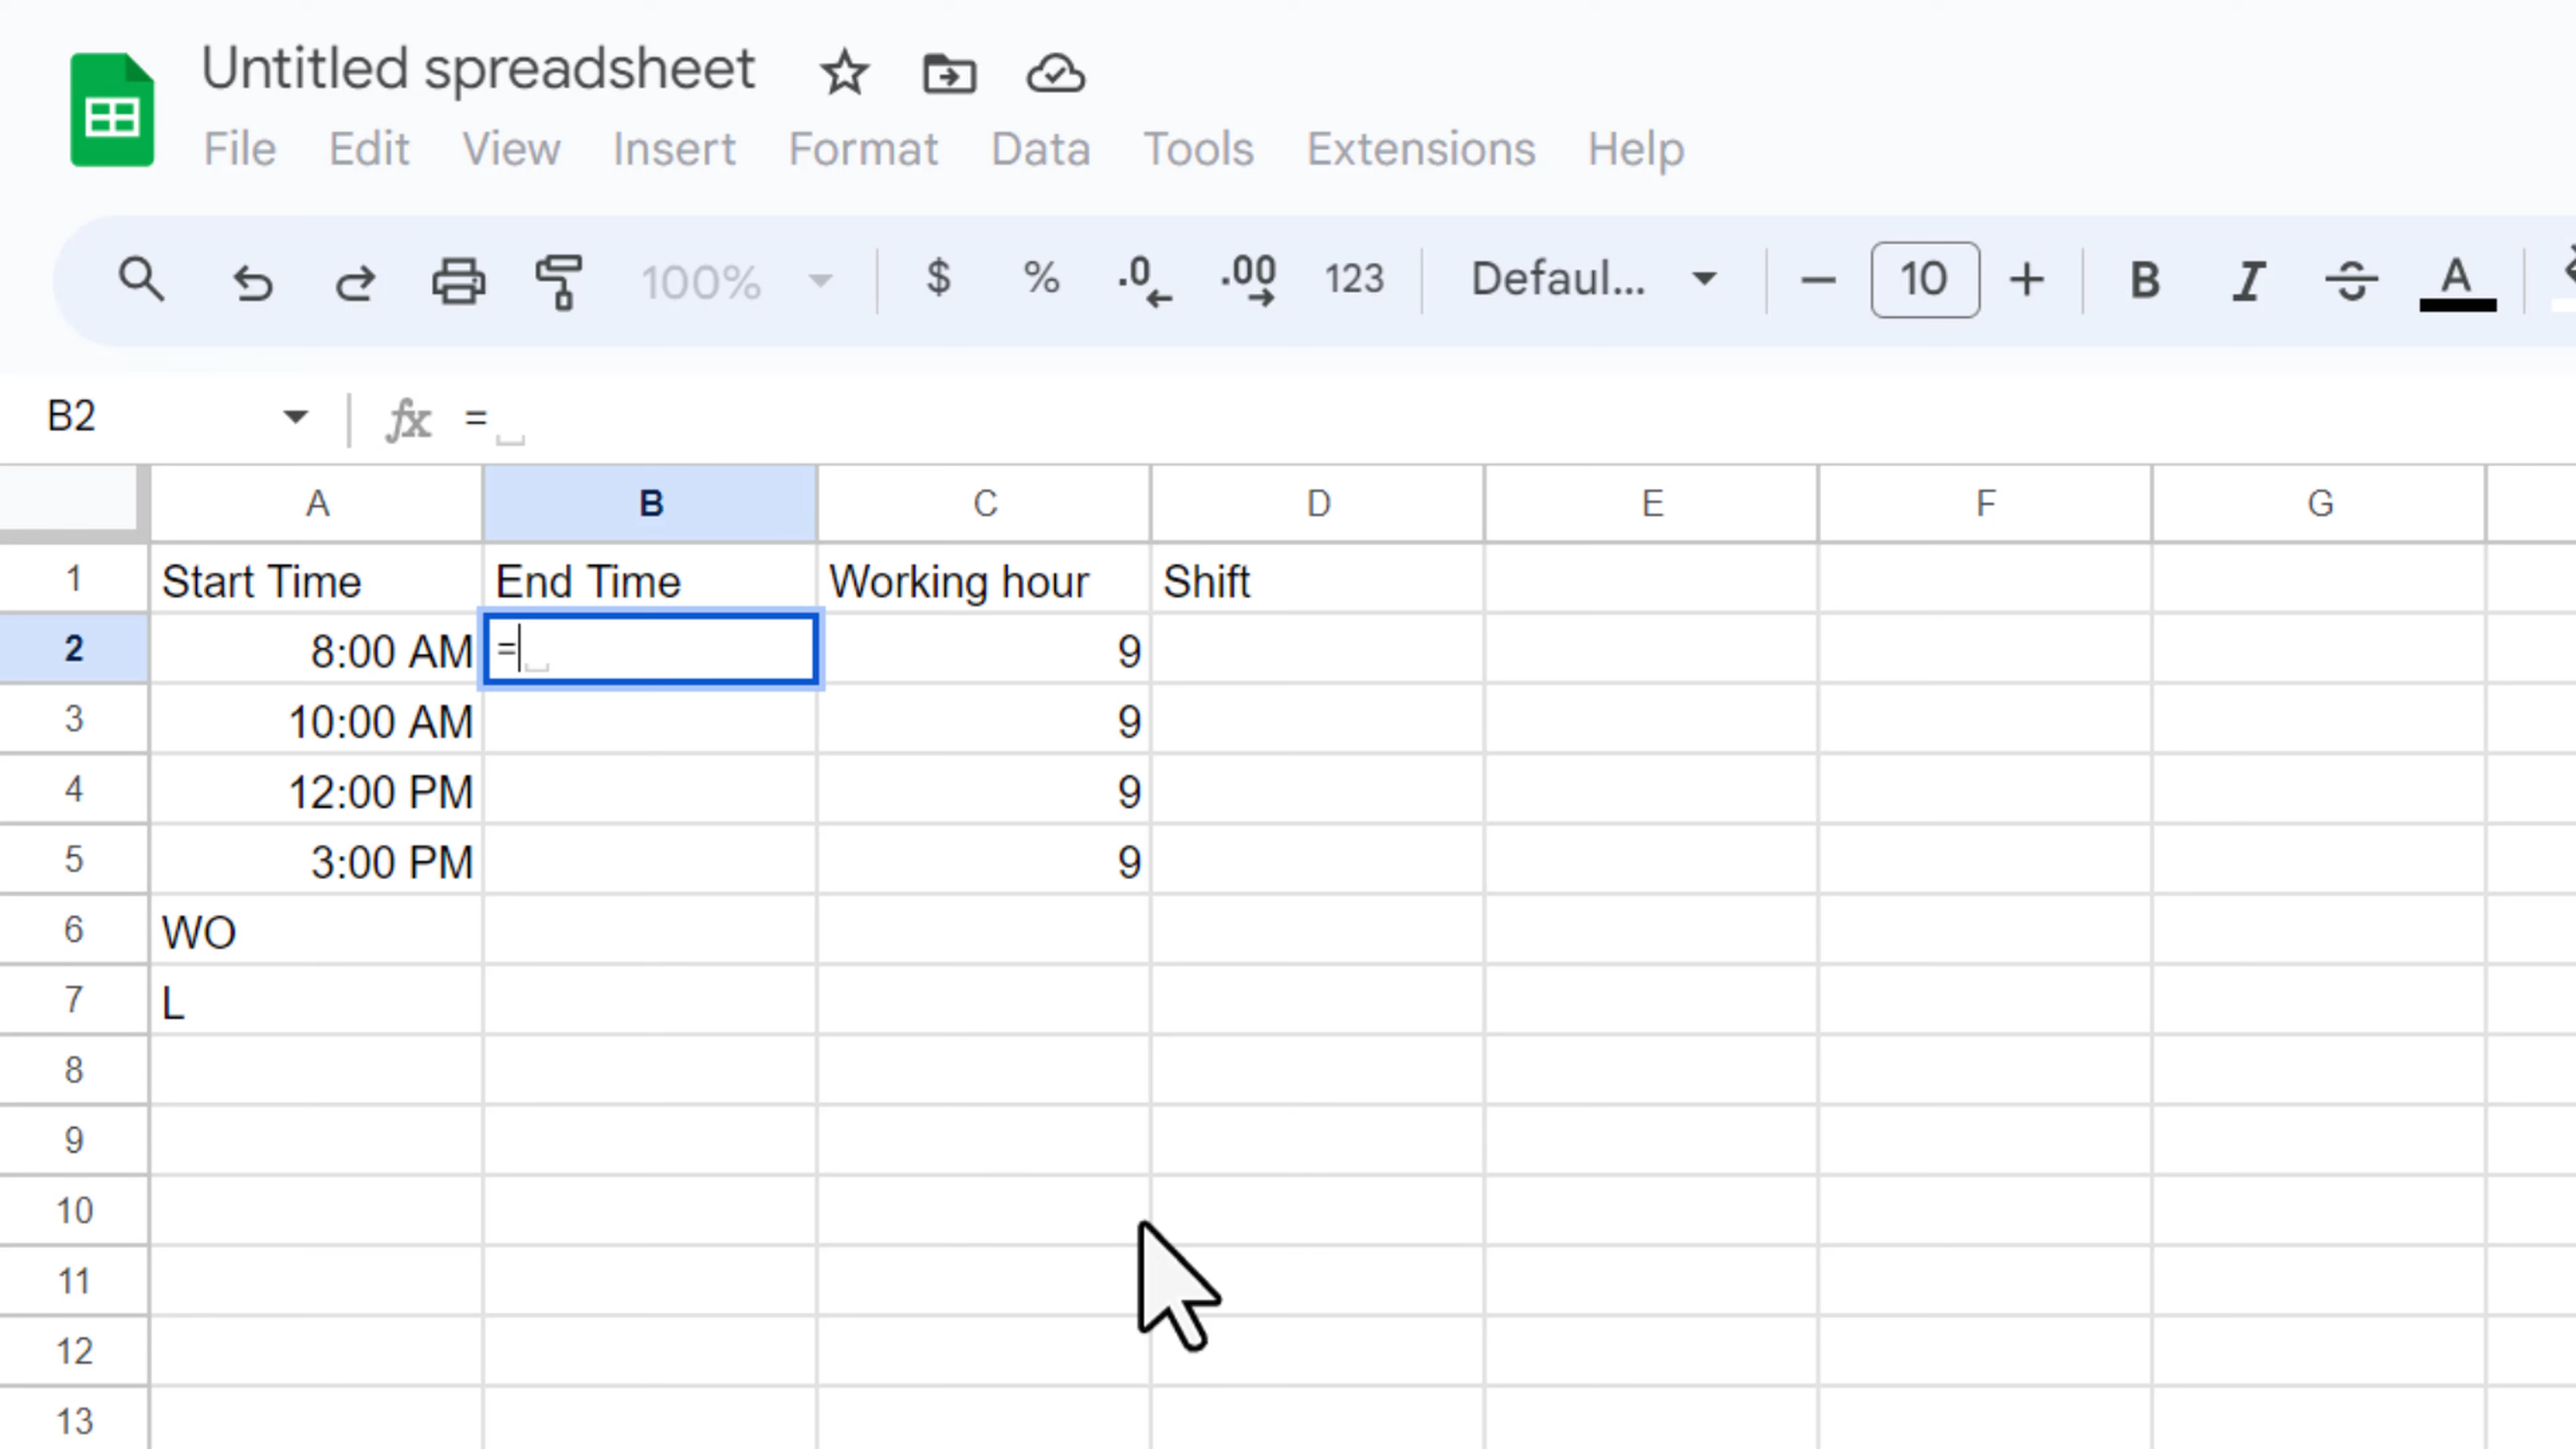 Untitled spreadsheet
File Edit View Insert Format Data Tools Extensions Help
100% $ % .0 .00 123 Defaul... 10 B I S A
B2 fx =
A B C D E F G
1 Start Time End Time Working hour Shift
2 8:00 AM = 9
3 10:00 AM 9
4 12:00 PM 9
5 3:00 PM 9
6 WO
7 L
8
9
10
11
12
13